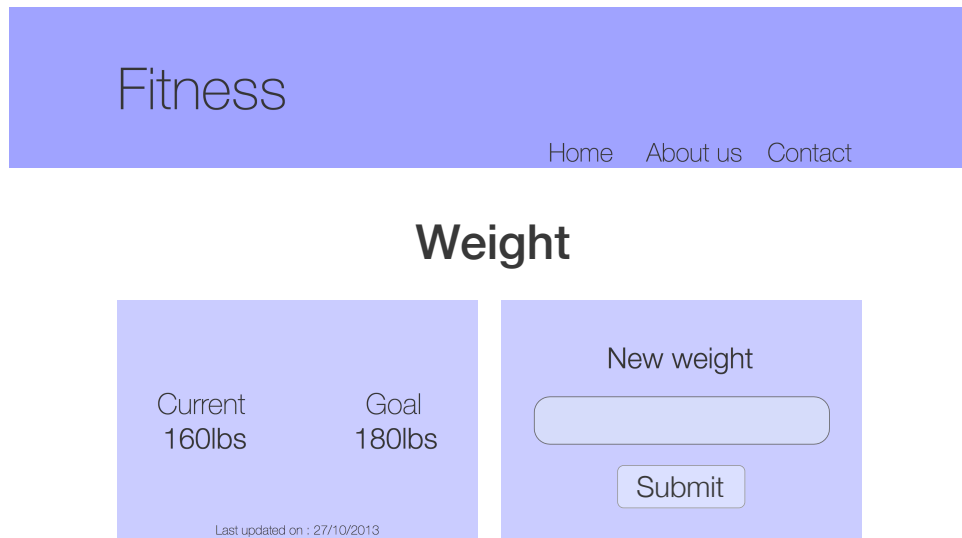 Fitness
Home About us Contact
Weight
Current Goal
160lbs 180lbs
Last updated on : 27/10/2013
New weight
Submit